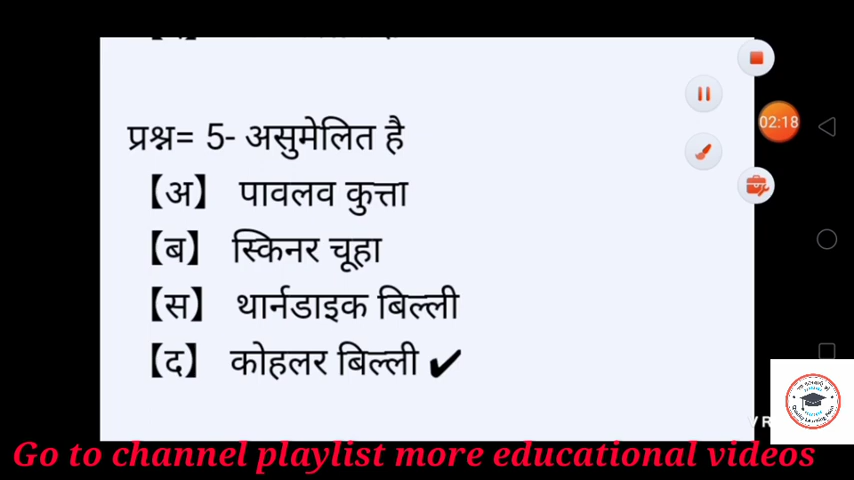 02:18
प्रश्न= 5- असुमेलित है
【अ】 पावलव कुत्ता
【ब】 स्किनर चूहा
【स】 थार्नडाइक बिल्ली
【द】 कोहलर बिल्ली ✔
Go to channel playlist more educational videos